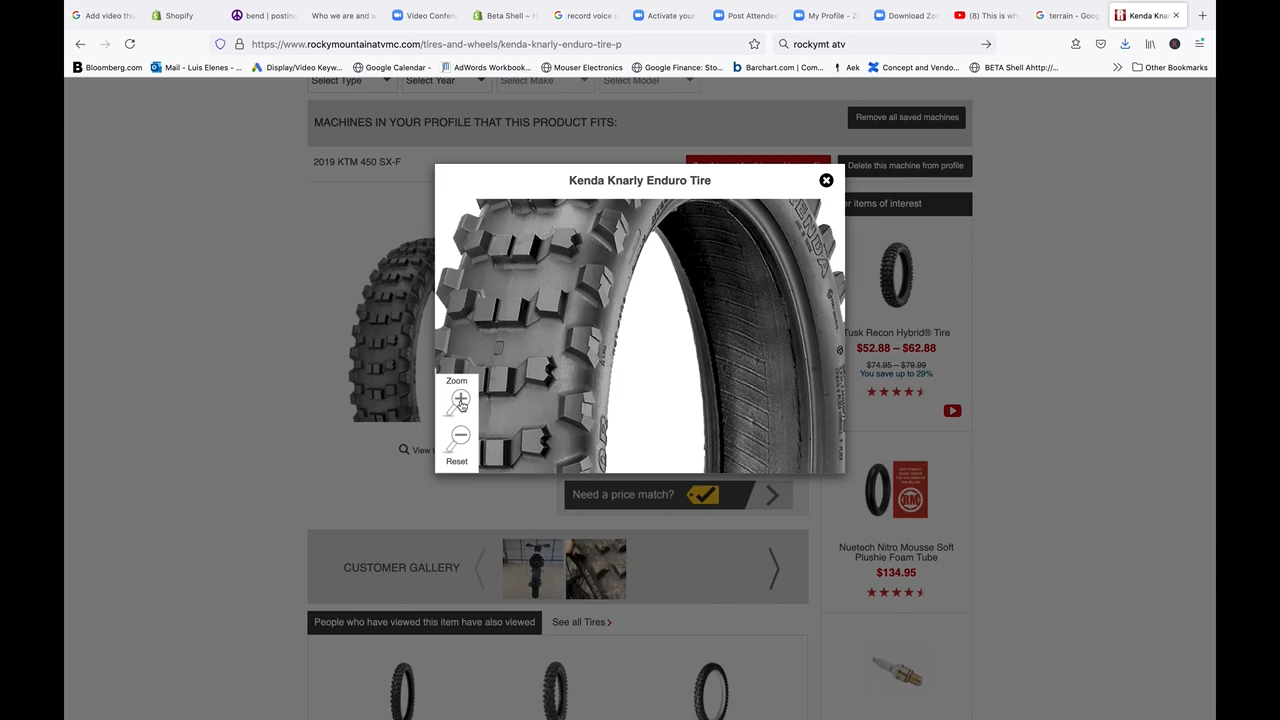 Add video thu
Shopify
bend | posting
Who we are and w
Video Confer
Beta Shell ~ H
record voice o
Activate your
Post Attendee
My Profile - Zo
Download Zoo
(8) This is wh
terrain - Goog
Kenda Knar
https://www.rockymountainatvmc.com/tires-and-wheels/kenda-knarly-enduro-tire-p
rockymt atv
Bloomberg.com
Mail - Luis Elenes -...
Display/Video Keyw...
Google Calendar -
AdWords Workbook...
Mouser Electronics
Google Finance: Sto...
Barchart.com | Com...
Aek
Concept and Vendo...
BETA Shell Ahttp://...
Other Bookmarks
Select Type
Select Year
Select Make
Select Model
MACHINES IN YOUR PROFILE THAT THIS PRODUCT FITS:
Remove all saved machines
2019 KTM 450 SX-F
Delete this machine from profile
Kenda Knarly Enduro Tire
er items of interest
KENDA
Tusk Recon Hybrid® Tire
$52.88 – $62.88
$74.95 – $79.99
You save up to 29%
Zoom
Reset
View
Need a price match?
CUSTOMER GALLERY
Nuetech Nitro Mousse Soft
Plushie Foam Tube
$134.95
People who have viewed this item have also viewed
See all Tires